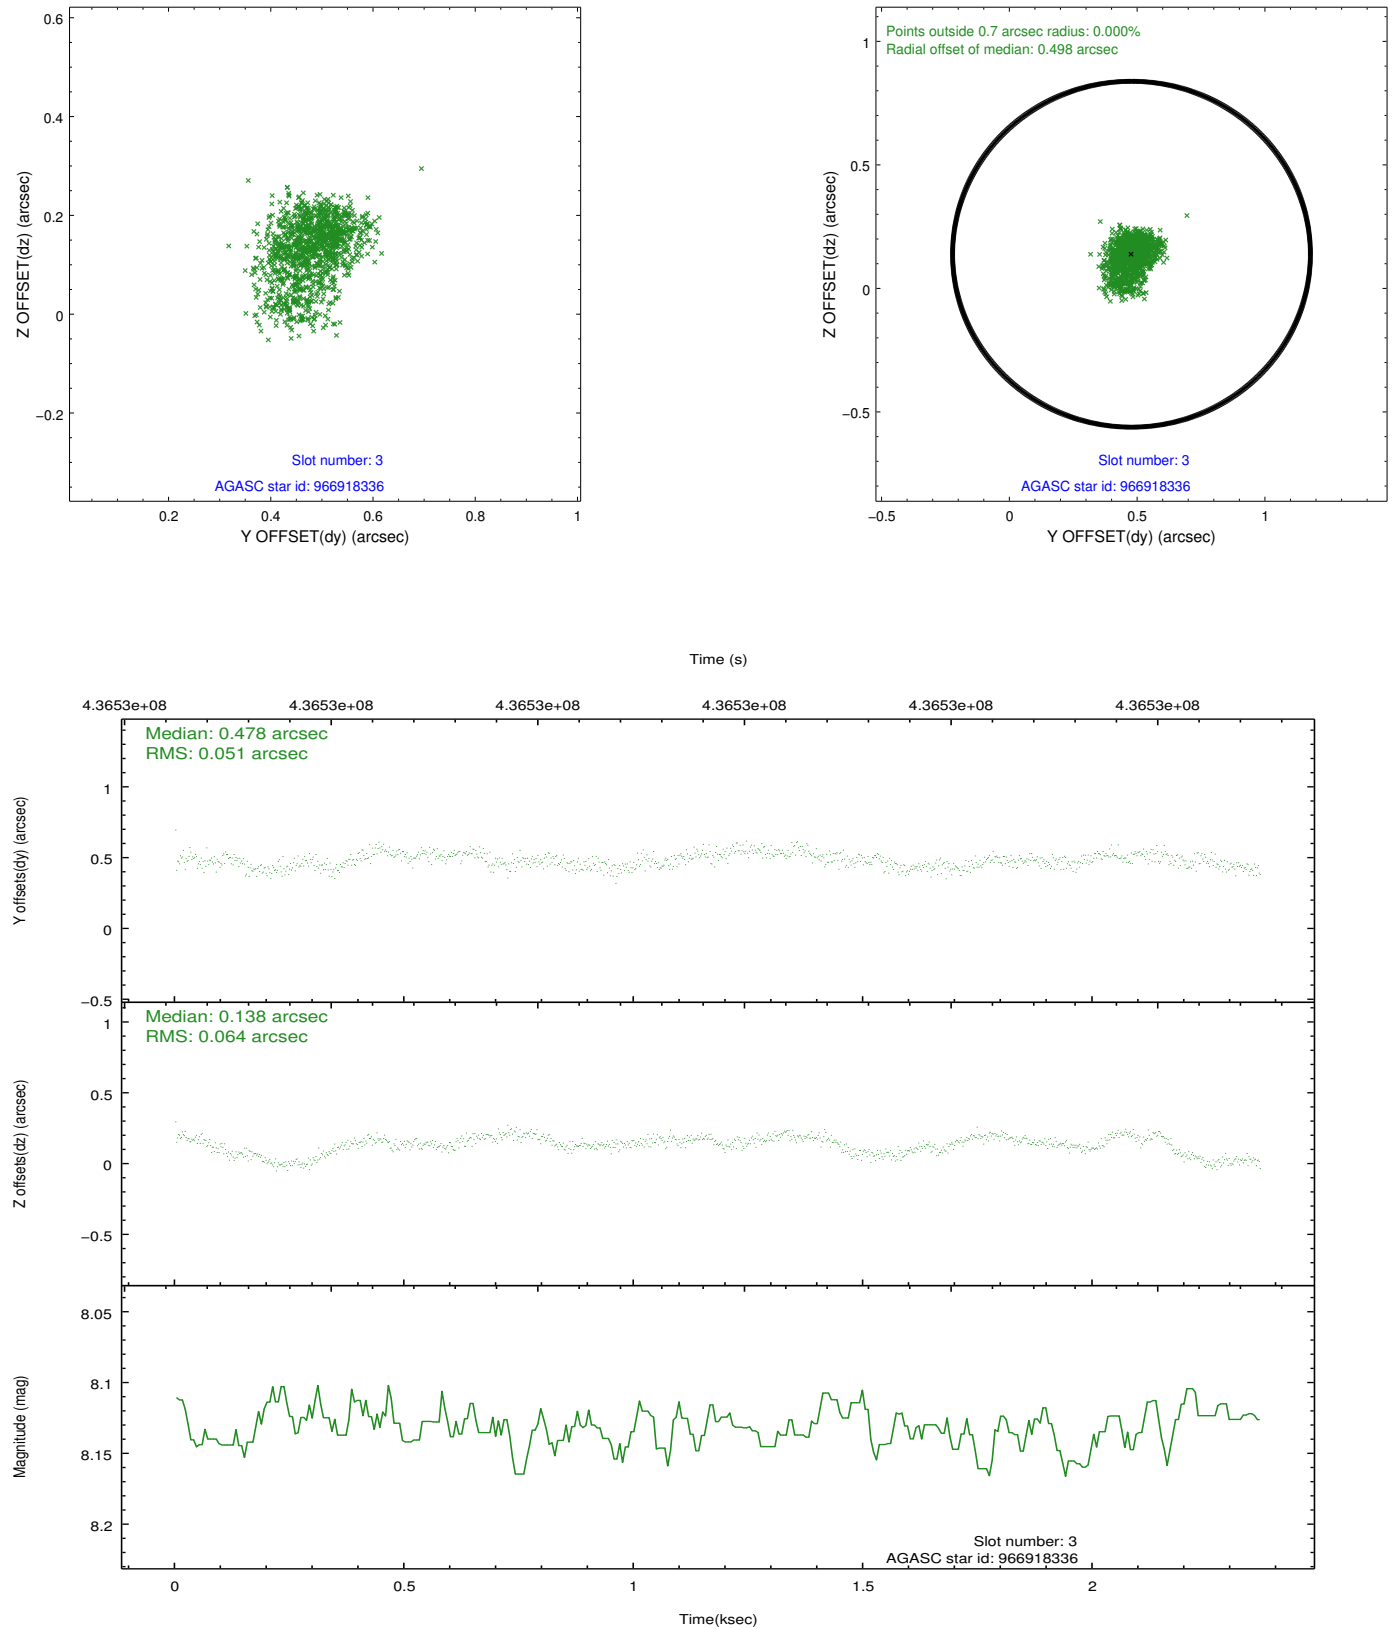 0.6
0.4
0.2
0
−0.2
Z OFFSET(dz) (arcsec)
Slot number: 3
AGASC star id: 966918336
0.2 0.4 0.6 0.8 1
Y OFFSET(dy) (arcsec)
Points outside 0.7 arcsec radius: 0.000%
Radial offset of median: 0.498 arcsec
1
0.5
0
−0.5
Z OFFSET(dz) (arcsec)
Slot number: 3
AGASC star id: 966918336
−0.5 0 0.5 1
Y OFFSET(dy) (arcsec)
Time (s)
4.3653e+08 4.3653e+08 4.3653e+08 4.3653e+08 4.3653e+08 4.3653e+08
Median: 0.478 arcsec
RMS: 0.051 arcsec
1
0.5
0
−0.5
Y offsets(dy) (arcsec)
Median: 0.138 arcsec
RMS: 0.064 arcsec
1
0.5
0
−0.5
Z offsets(dz) (arcsec)
8.05
8.1
8.15
8.2
Magnitude (mag)
Slot number: 3
AGASC star id: 966918336
0 0.5 1 1.5 2
Time(ksec)